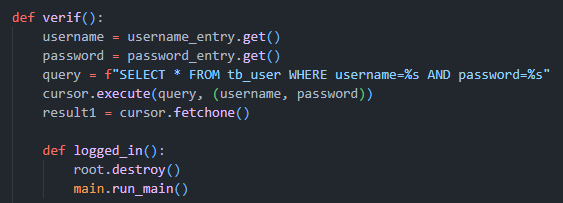 def verif():
    username = username_entry.get()
    password = password_entry.get()
    query = f"SELECT * FROM tb_user WHERE username=%s AND password=%s"
    cursor.execute(query, (username, password))
    result1 = cursor.fetchone()

    def logged_in():
        root.destroy()
        main.run_main()